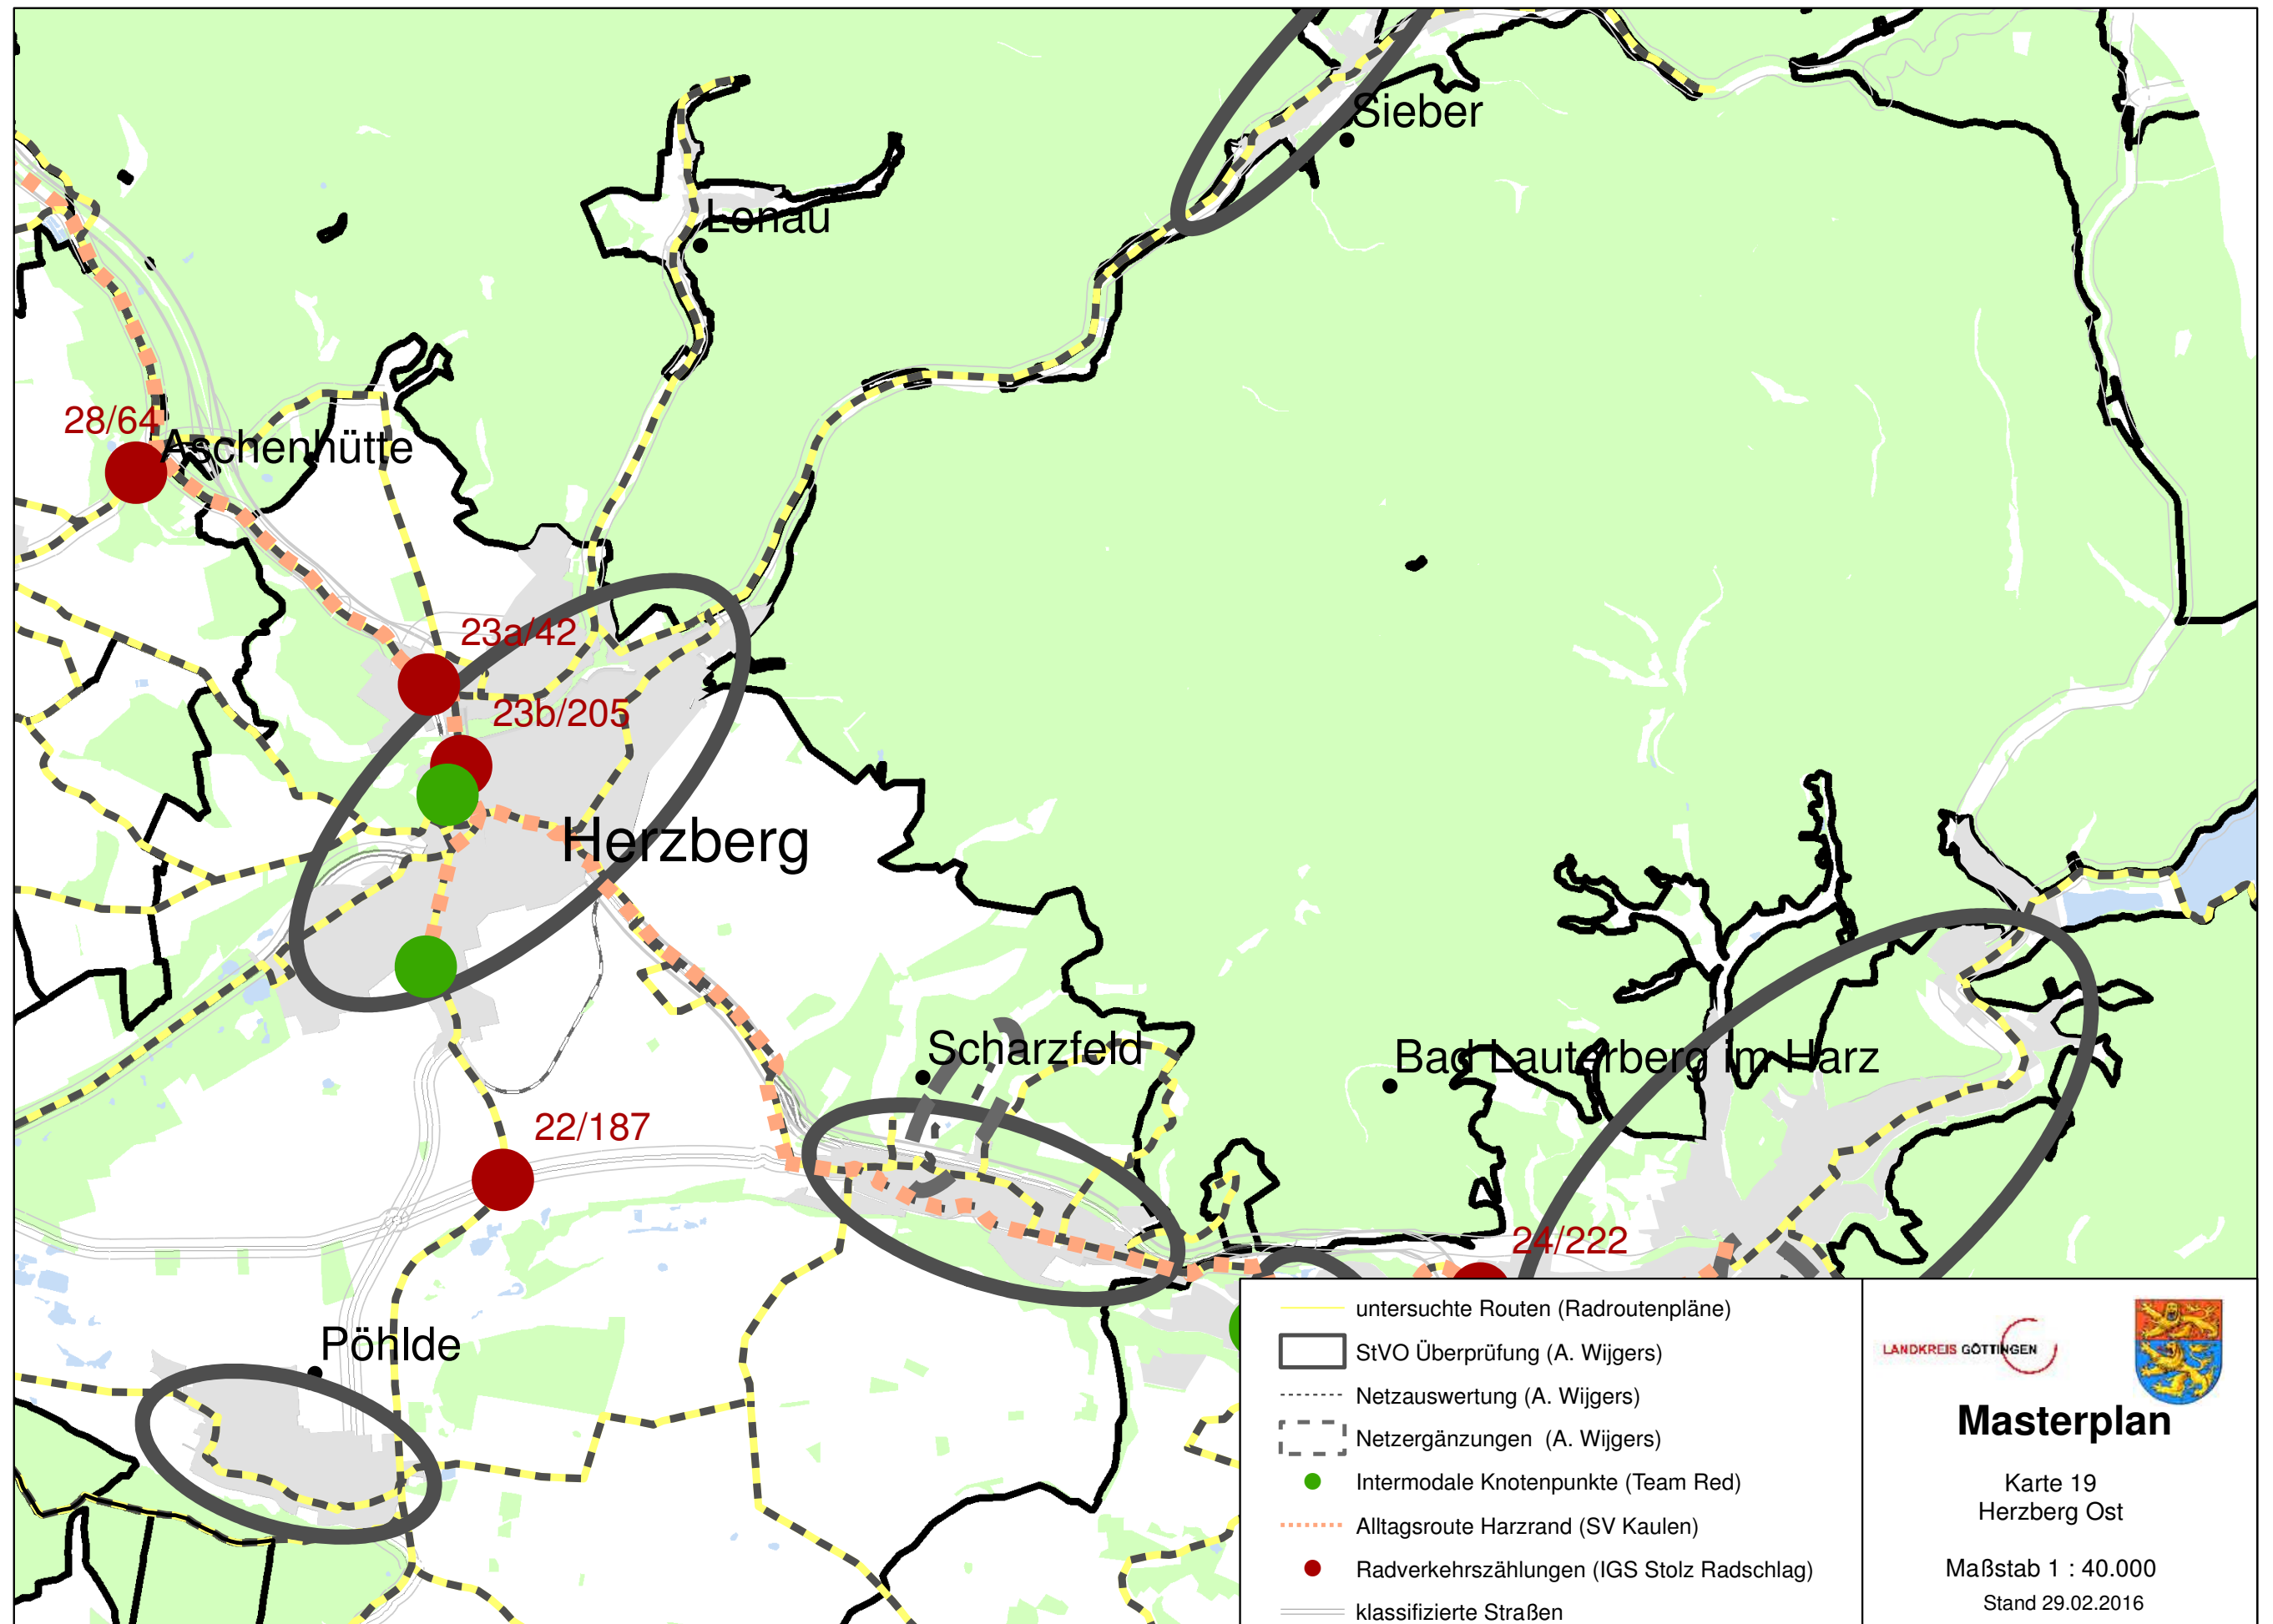 Sieber
Lonau
28/64
Aschenhütte
23a/42
23b/205
Herzberg
Scharzfeld
Bad Lauterberg im Harz
22/187
24/222
Pöhlde
untersuchte Routen (Radroutenpläne)
StVO Überprüfung (A. Wijgers)
Netzauswertung (A. Wijgers)
Netzergänzungen (A. Wijgers)
Intermodale Knotenpunkte (Team Red)
Alltagsroute Harzrand (SV Kaulen)
Radverkehrszählungen (IGS Stolz Radschlag)
klassifizierte Straßen
LANDKREIS GÖTTINGEN
Masterplan
Karte 19
Herzberg Ost
Maßstab 1 : 40.000
Stand 29.02.2016